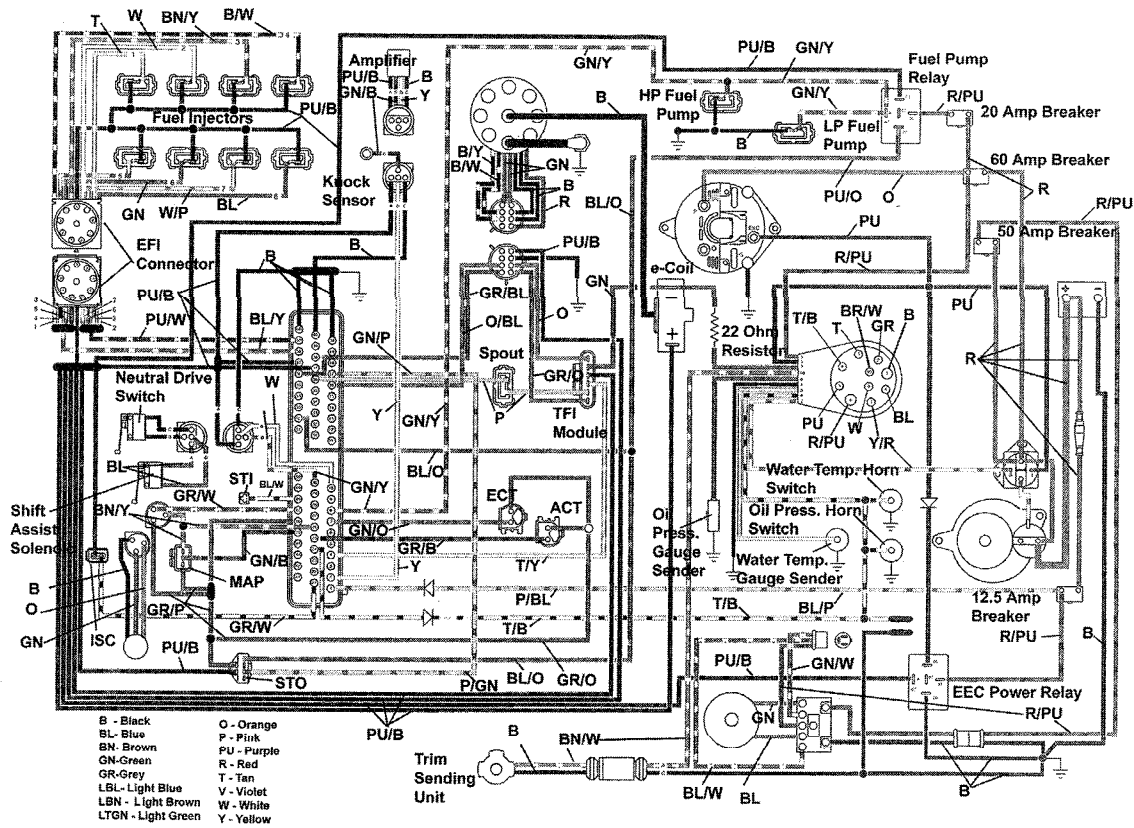 T
W
BN/Y
B/W
Fuel Injectors
PU/B
GN
W/P
BL
EFI
Connector
PU/B
PU/W
BL/Y
Amplifier
PU/B
B
GN/B
Y
Knock
Sensor
B
B
GN/Y
B/Y
B/W
GN
B
R
PU/B
BL/O
GN
GR/BL
O
O/BL
B
PU/B
GN/Y
HP Fuel
Pump
GN/Y
B
LP Fuel
Pump
Fuel Pump
Relay
R/PU
20 Amp Breaker
60 Amp Breaker
R
R/PU
50 Amp Breaker
PU/O
O
PU
R/PU
PU
e-Coil
22 Ohm
Resistor
T/B
T
BR/W
GR
B
PU
R/PU
W
Y/R
BL
R
Neutral Drive
Switch
W
GN/P
Spout
GR/O
P
TFI
Module
Y
GN/Y
BL/O
BL
STI
BL/W
GR/W
GN/Y
Shift
Assist
Solenoid
BN/Y
MAP
GN/B
GN/O
ECT
ACT
GR/B
T/Y
Y
Oil
Press.
Gauge
Sender
Water Temp. Horn
Switch
Oil Press. Horn
Switch
Water Temp.
Gauge Sender
B
O
GN
ISC
GR/P
GR/W
P/BL
T/B
T/B
BL/P
12.5 Amp
Breaker
R/PU
B
PU/B
STO
P/GN
BL/O
GR/O
PU/B
PU/B
GN/W
GN
EEC Power Relay
R/PU
Trim
Sending
Unit
B
BN/W
BL/W
BL
B
B - Black
BL- Blue
BN- Brown
GN-Green
GR-Grey
LBL- Light Blue
LBN - Light Brown
LTGN - Light Green
O - Orange
P - Pink
PU - Purple
R - Red
T - Tan
V - Violet
W - White
Y - Yellow